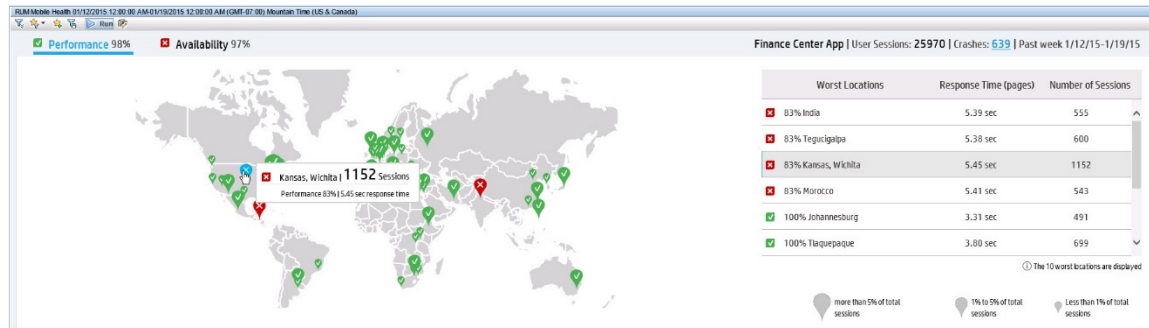 RUM Mobile Health 01/12/2015 12:00:00 AM-01/19/2015 12:00:00 AM (GMT-07:00) Mountain Time (US & Canada)
Run
Performance 98% Availability 97% Finance Center App | User Sessions: 25970 | Crashes: 639 | Past week 1/12/15-1/19/15
Kansas, Wichita | 1152 Sessions
Performance 83% | 5.45 sec response time
Worst Locations Response Time (pages) Number of Sessions
83% India 5.39 sec 555
83% Tegucigalpa 5.38 sec 600
83% Kansas, Wichita 5.45 sec 1152
83% Morocco 5.41 sec 543
100% Johannesburg 3.31 sec 491
100% Tlaquepaque 3.80 sec 699
The 10 worst locations are displayed
more than 5% of total sessions
1% to 5% of total sessions
Less than 1% of total sessions